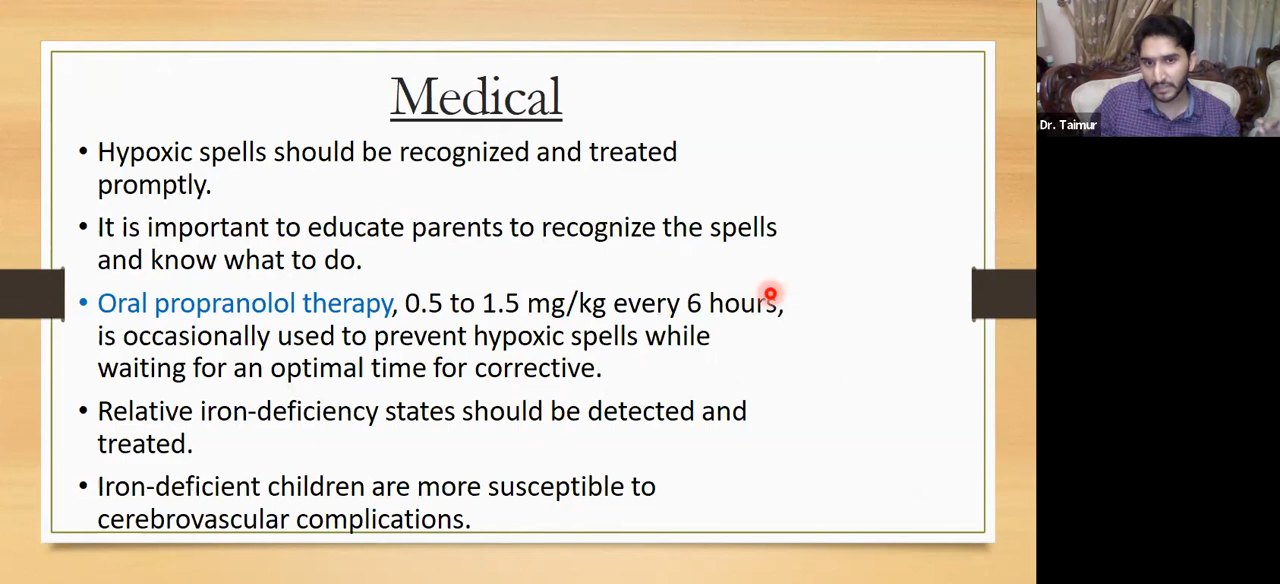 Medical
• Hypoxic spells should be recognized and treated
promptly.
• It is important to educate parents to recognize the spells
and know what to do.
• Oral propranolol therapy, 0.5 to 1.5 mg/kg every 6 hours,
is occasionally used to prevent hypoxic spells while
waiting for an optimal time for corrective.
• Relative iron-deficiency states should be detected and
treated.
• Iron-deficient children are more susceptible to
cerebrovascular complications.
Dr. Taimur